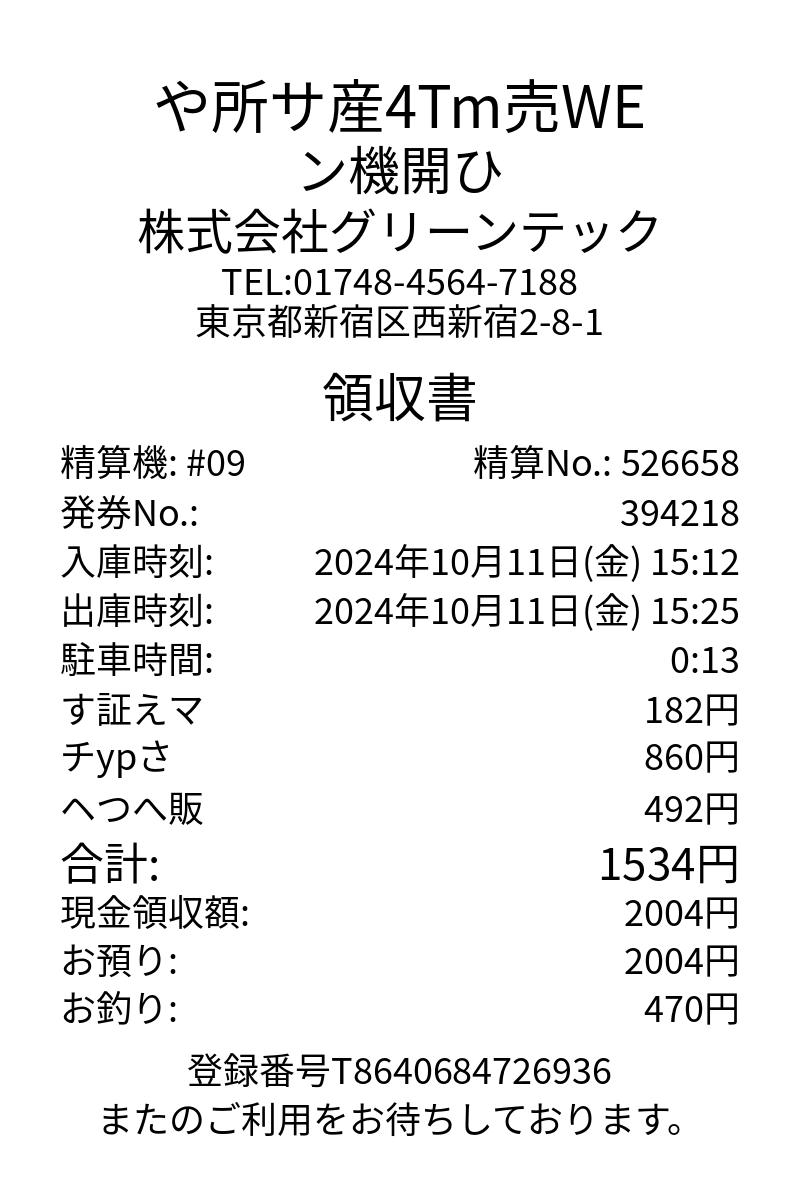 や所サ産4Tm売WE
ン機開ひ
株式会社グリーンテック
TEL:01748-4564-7188
東京都新宿区西新宿2-8-1
領収書
精算機: #09 精算No.: 526658
発券No.: 394218
入庫時刻: 2024年10月11日(金) 15:12
出庫時刻: 2024年10月11日(金) 15:25
駐車時間: 0:13
す証えマ 182円
チypさ 860円
へつへ販 492円
合計: 1534円
現金領収額: 2004円
お預り: 2004円
お釣り: 470円
登録番号T8640684726936
またのご利用をお待ちしております。